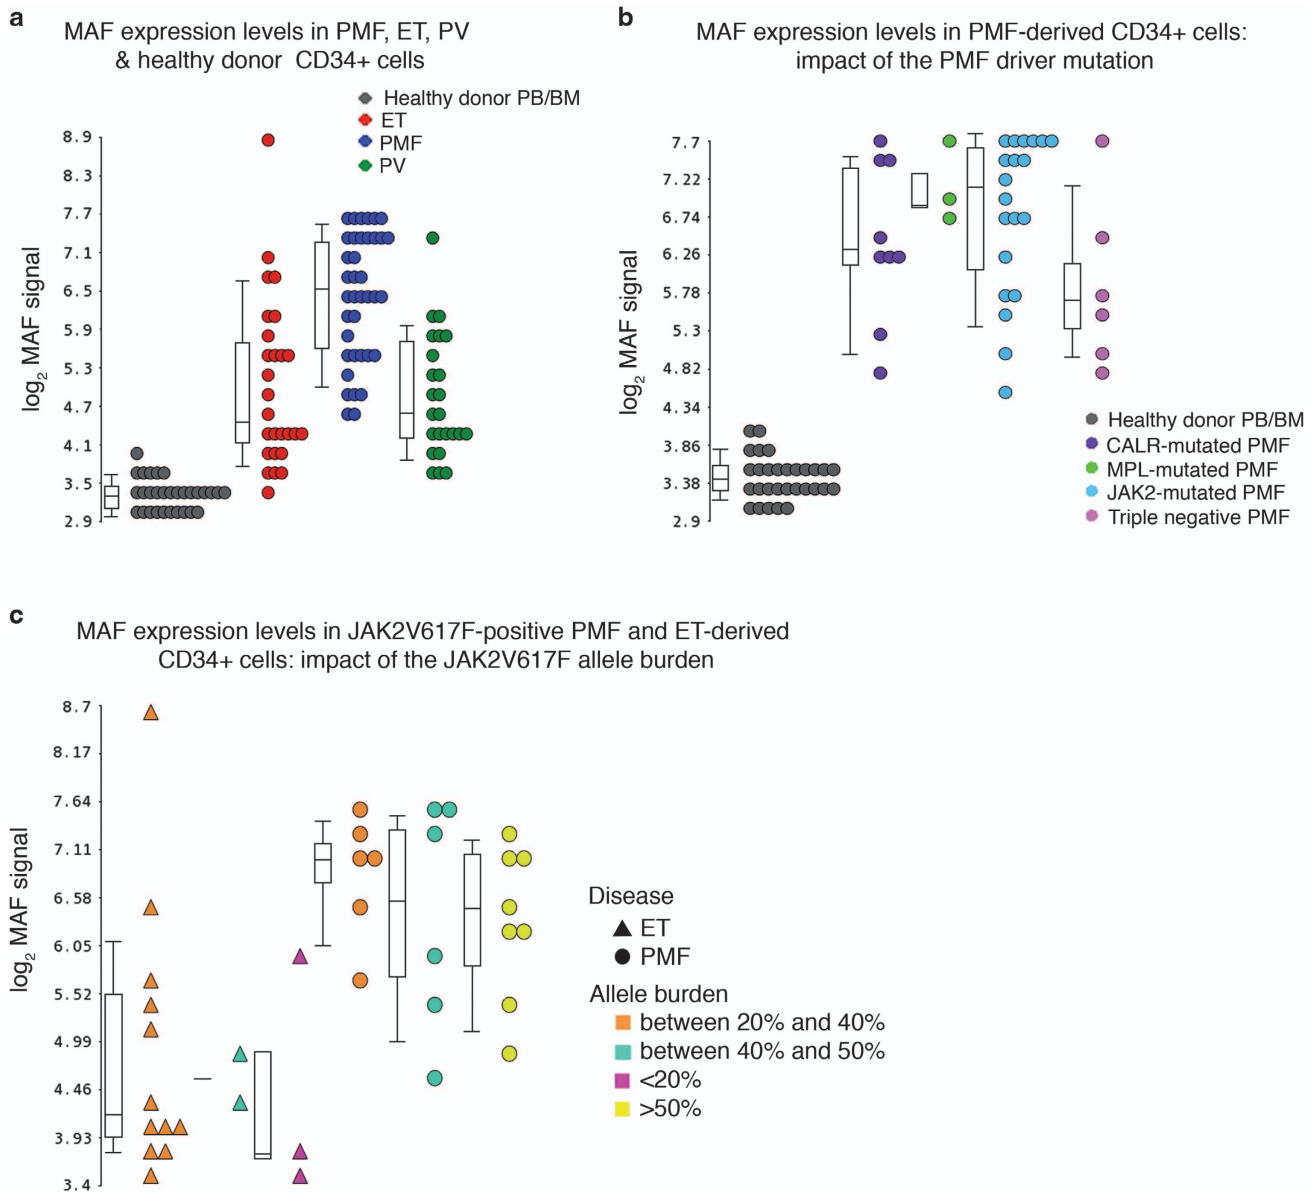 a
MAF expression levels in PMF, ET, PV
& healthy donor CD34+ cells
Healthy donor PB/BM
ET
PMF
PV
log2 MAF signal
8.9
8.3
7.7
7.1
6.5
5.9
5.3
4.7
4.1
3.5
2.9
b
MAF expression levels in PMF-derived CD34+ cells:
impact of the PMF driver mutation
log2 MAF signal
7.7
7.22
6.74
6.26
5.78
5.3
4.82
4.34
3.86
3.38
2.9
Healthy donor PB/BM
CALR-mutated PMF
MPL-mutated PMF
JAK2-mutated PMF
Triple negative PMF
c
MAF expression levels in JAK2V617F-positive PMF and ET-derived
CD34+ cells: impact of the JAK2V617F allele burden
log2 MAF signal
8.7
8.17
7.64
7.11
6.58
6.05
5.52
4.99
4.46
3.93
3.4
Disease
ET
PMF
Allele burden
between 20% and 40%
between 40% and 50%
<20%
>50%